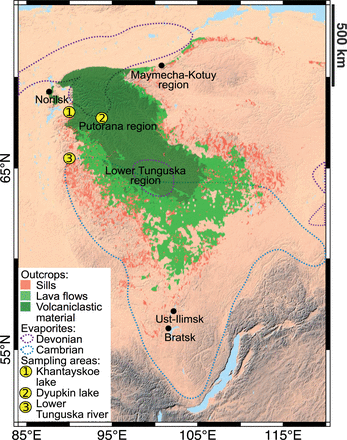 500 km
Maymecha-Kotuy
region
Norilsk
1
2
Putorana region
3
Lower Tunguska
region
65°N
Outcrops:
Sills
Lava flows
Volcaniclastic
material
Evaporites:
Devonian
Cambrian
Sampling areas:
1 Khantayskoe
lake
2 Dyupkin lake
3 Lower
Tunguska river
Ust-Ilimsk
Bratsk
55°N
85°E 95°E 105°E 115°E